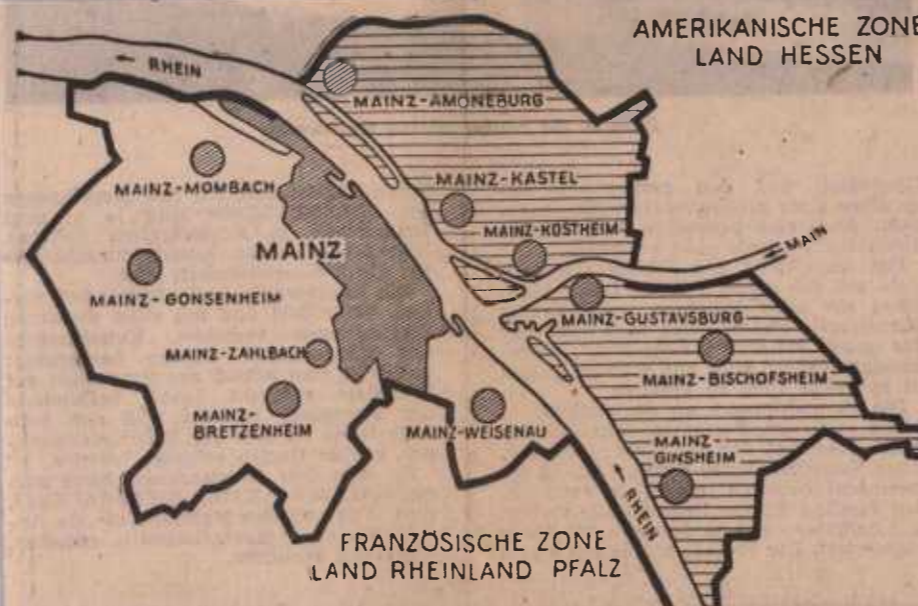 AMERIKANISCHE ZONE
LAND HESSEN
← RHEIN
MAINZ-AMÖNEBURG
MAINZ-MOMBACH
MAINZ-KASTEL
MAINZ-KOSTHEIM
MAIN
MAINZ
MAINZ-GONSENHEIM
MAINZ-GUSTAVSBURG
MAINZ-ZAHLBACH
MAINZ-BISCHOFSHEIM
MAINZ-
BRETZENHEIM
MAINZ-WEISENAU
MAINZ-
GINSHEIM
← RHEIN
FRANZÖSISCHE ZONE
LAND RHEINLAND PFALZ